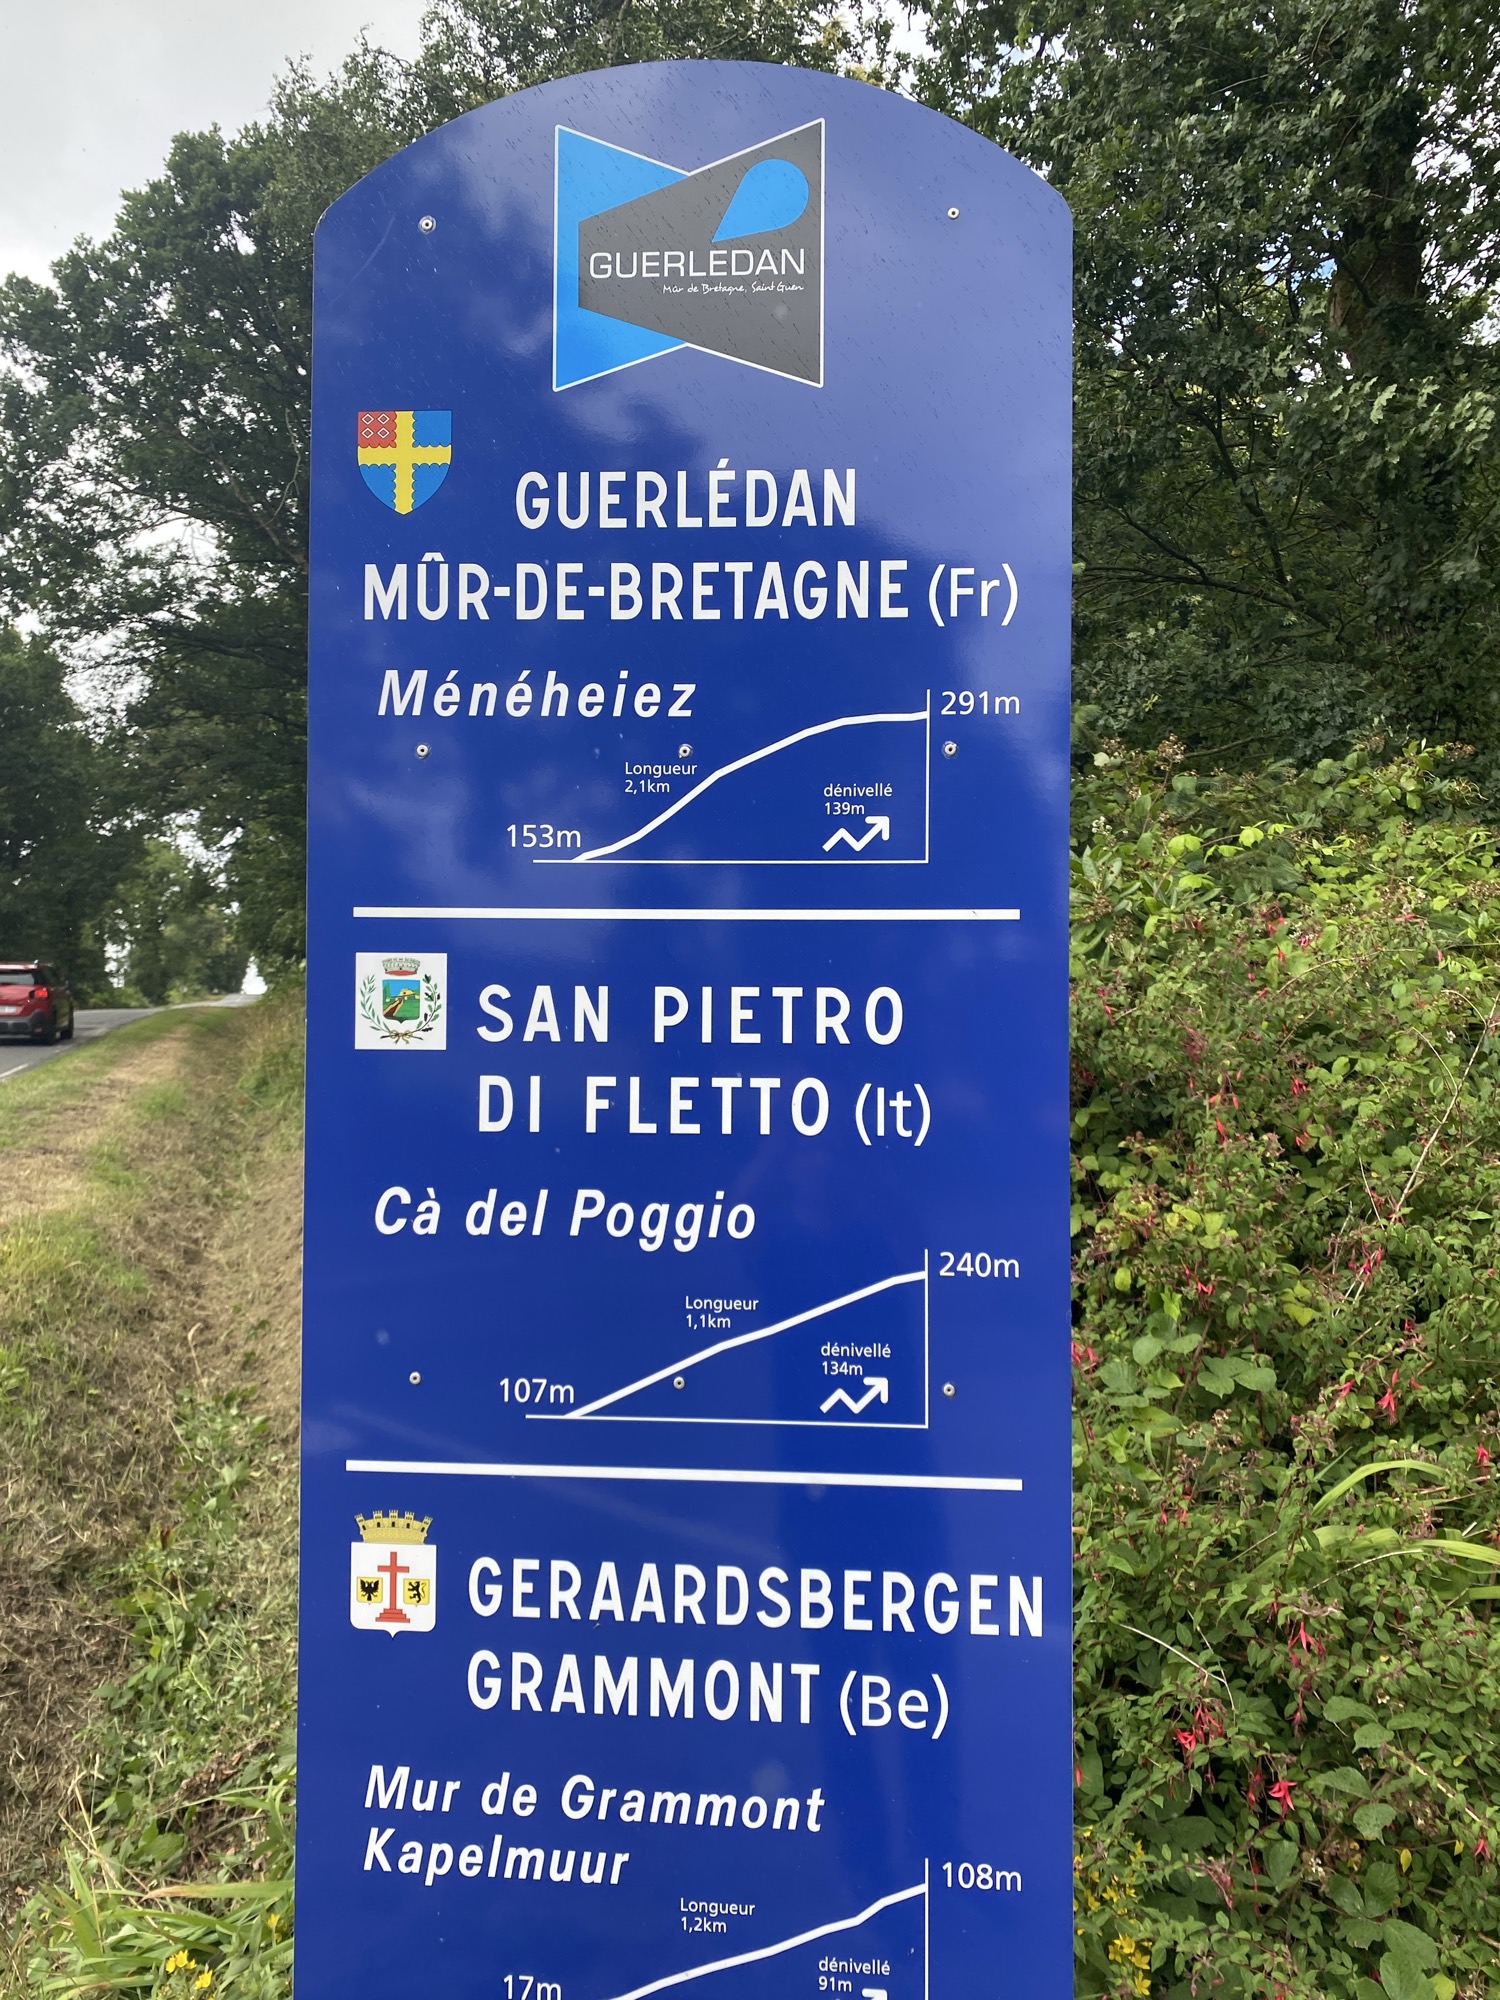 GUERLEDAN
Mûr de Bretagne, Saint Guen
GUERLÉDAN
MÛR-DE-BRETAGNE (Fr)
Ménéheiez
291m
Longueur
2,1km
dénivellé
139m
153m
SAN PIETRO
DI FLETTO (It)
Cà del Poggio
240m
Longueur
1,1km
dénivellé
134m
107m
GERAARDSBERGEN
GRAMMONT (Be)
Mur de Grammont
Kapelmuur
108m
Longueur
1,2km
dénivellé
91m
17m